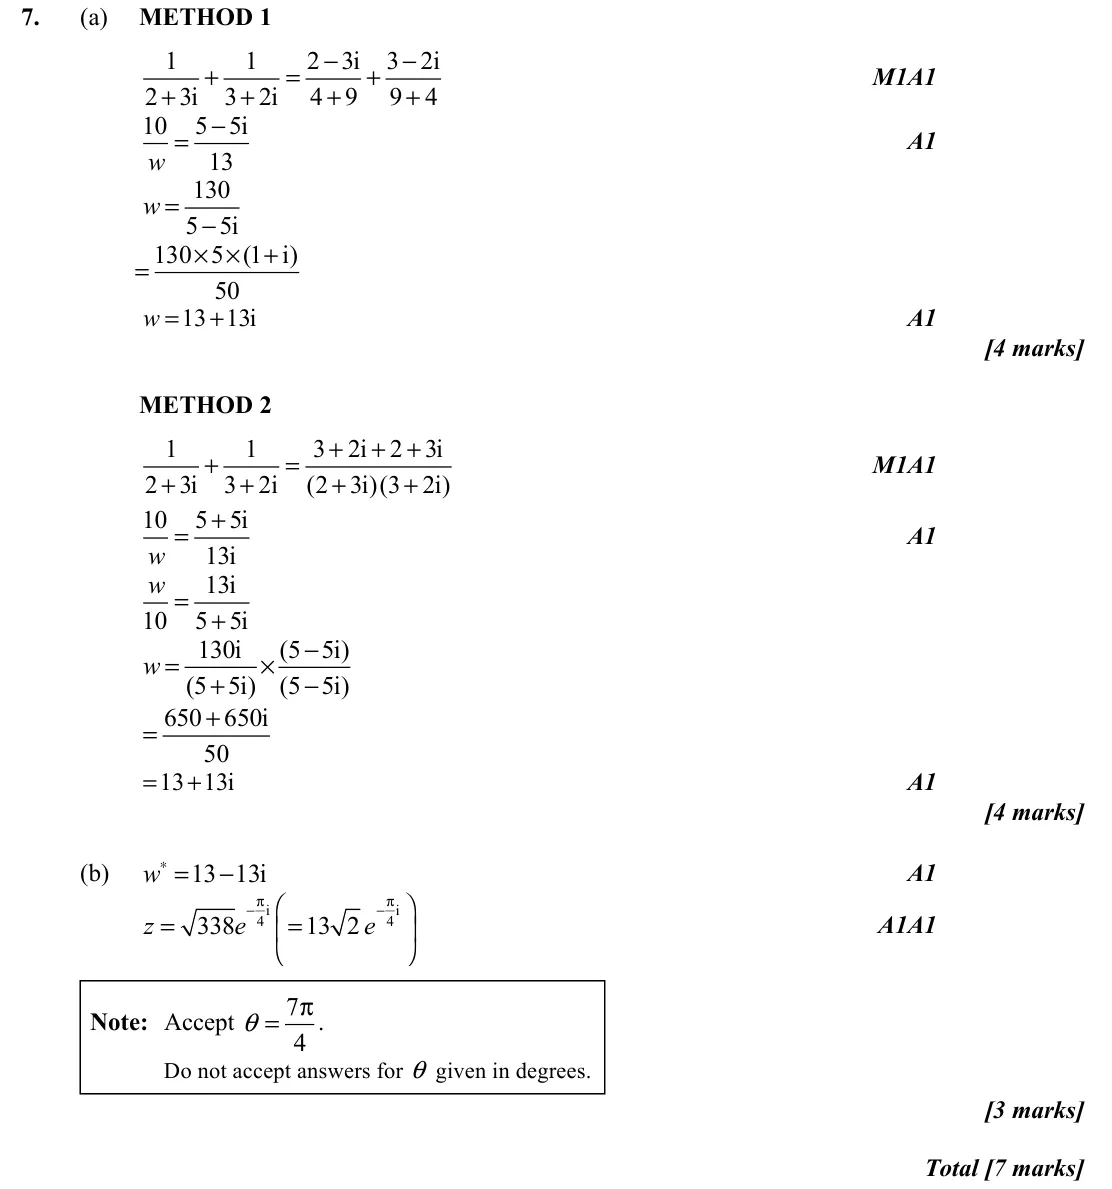 7. (a) METHOD 1
1/(2+3i) + 1/(3+2i) = (2−3i)/(4+9) + (3−2i)/(9+4) M1A1
10/w = (5−5i)/13 A1
w = 130/(5−5i)
= (130×5×(1+i))/50
w = 13+13i A1
[4 marks]
METHOD 2
1/(2+3i) + 1/(3+2i) = (3+2i+2+3i)/((2+3i)(3+2i)) M1A1
10/w = (5+5i)/(13i) A1
w/10 = 13i/(5+5i)
w = 130i/(5+5i) × (5−5i)/(5−5i)
= (650+650i)/50
=13+13i A1
[4 marks]
(b) w* =13−13i A1
z = √338e^(−π/4 i) (=13√2 e^(−π/4 i)) A1A1
Note: Accept θ = 7π/4.
Do not accept answers for θ given in degrees.
[3 marks]
Total [7 marks]